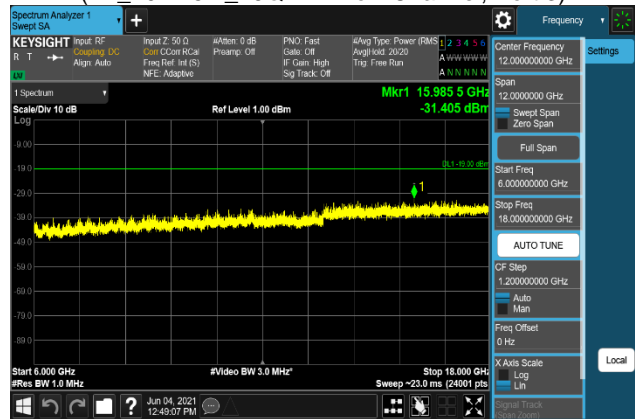 Spectrum Analyzer 1
Swept SA
Frequency
KEYSIGHT
R T
LW
Input: RF
Coupling: DC
Align: Auto
Input Z: 50 Ω
Corr CCorr RCal
Freq Ref: Int (S)
NFE: Adaptive
#Atten: 0 dB
Preamp: Off
PNO: Fast
Gate: Off
IF Gain: High
Sig Track: Off
#Avg Type: Power (RMS
Avg|Hold: 20/20
Trig: Free Run
1 2 3 4 5 6
A W W W W W
A N N N N N
1 Spectrum
Mkr1 15.985 5 GHz
Scale/Div 10 dB
Ref Level 1.00 dBm
-31.405 dBm
Log
-9.00
-19.0
DL1 -19.00 dBm
-29.0
1
-39.0
-49.0
-59.0
-69.0
-79.0
-89.0
Start 6.000 GHz
#Video BW 3.0 MHz*
Stop 18.000 GHz
#Res BW 1.0 MHz
Sweep ~23.0 ms (24001 pts
Jun 04, 2021
12:49:07 PM
Center Frequency
12.000000000 GHz
Settings
Span
12.0000000 GHz
Swept Span
Zero Span
Full Span
Start Freq
6.000000000 GHz
Stop Freq
18.000000000 GHz
AUTO TUNE
CF Step
1.200000000 GHz
Auto
Man
Freq Offset
0 Hz
X Axis Scale
Log
Lin
Local
Signal Track
(Span Zoom)